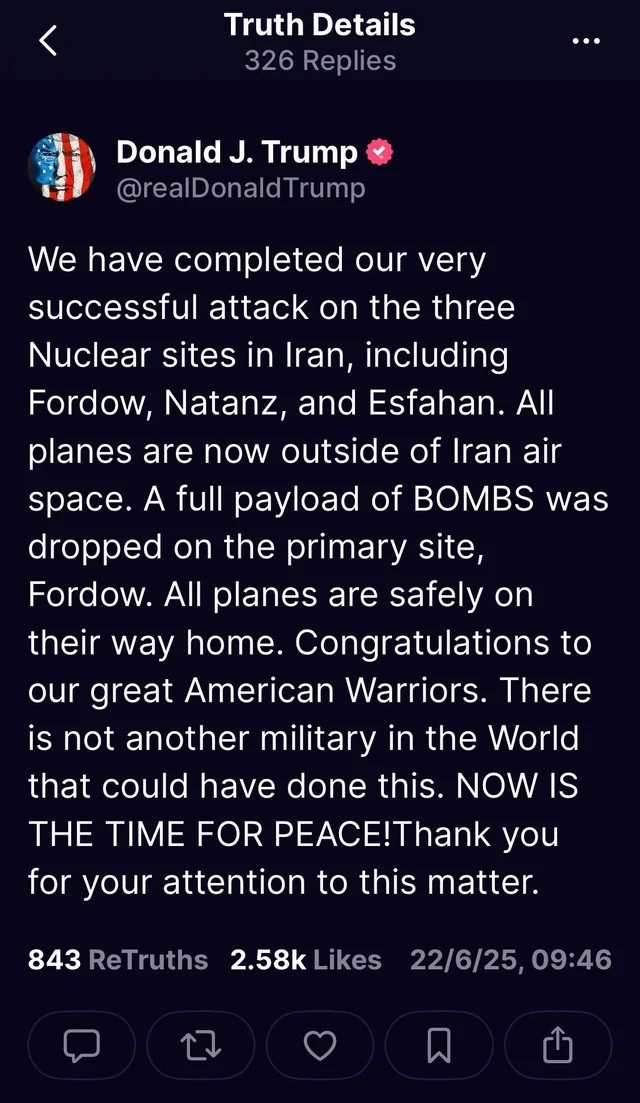 Truth Details
326 Replies
Donald J. Trump
@realDonaldTrump
We have completed our very
successful attack on the three
Nuclear sites in Iran, including
Fordow, Natanz, and Esfahan. All
planes are now outside of Iran air
space. A full payload of BOMBS was
dropped on the primary site,
Fordow. All planes are safely on
their way home. Congratulations to
our great American Warriors. There
is not another military in the World
that could have done this. NOW IS
THE TIME FOR PEACE!Thank you
for your attention to this matter.
843 ReTruths 2.58k Likes 22/6/25, 09:46